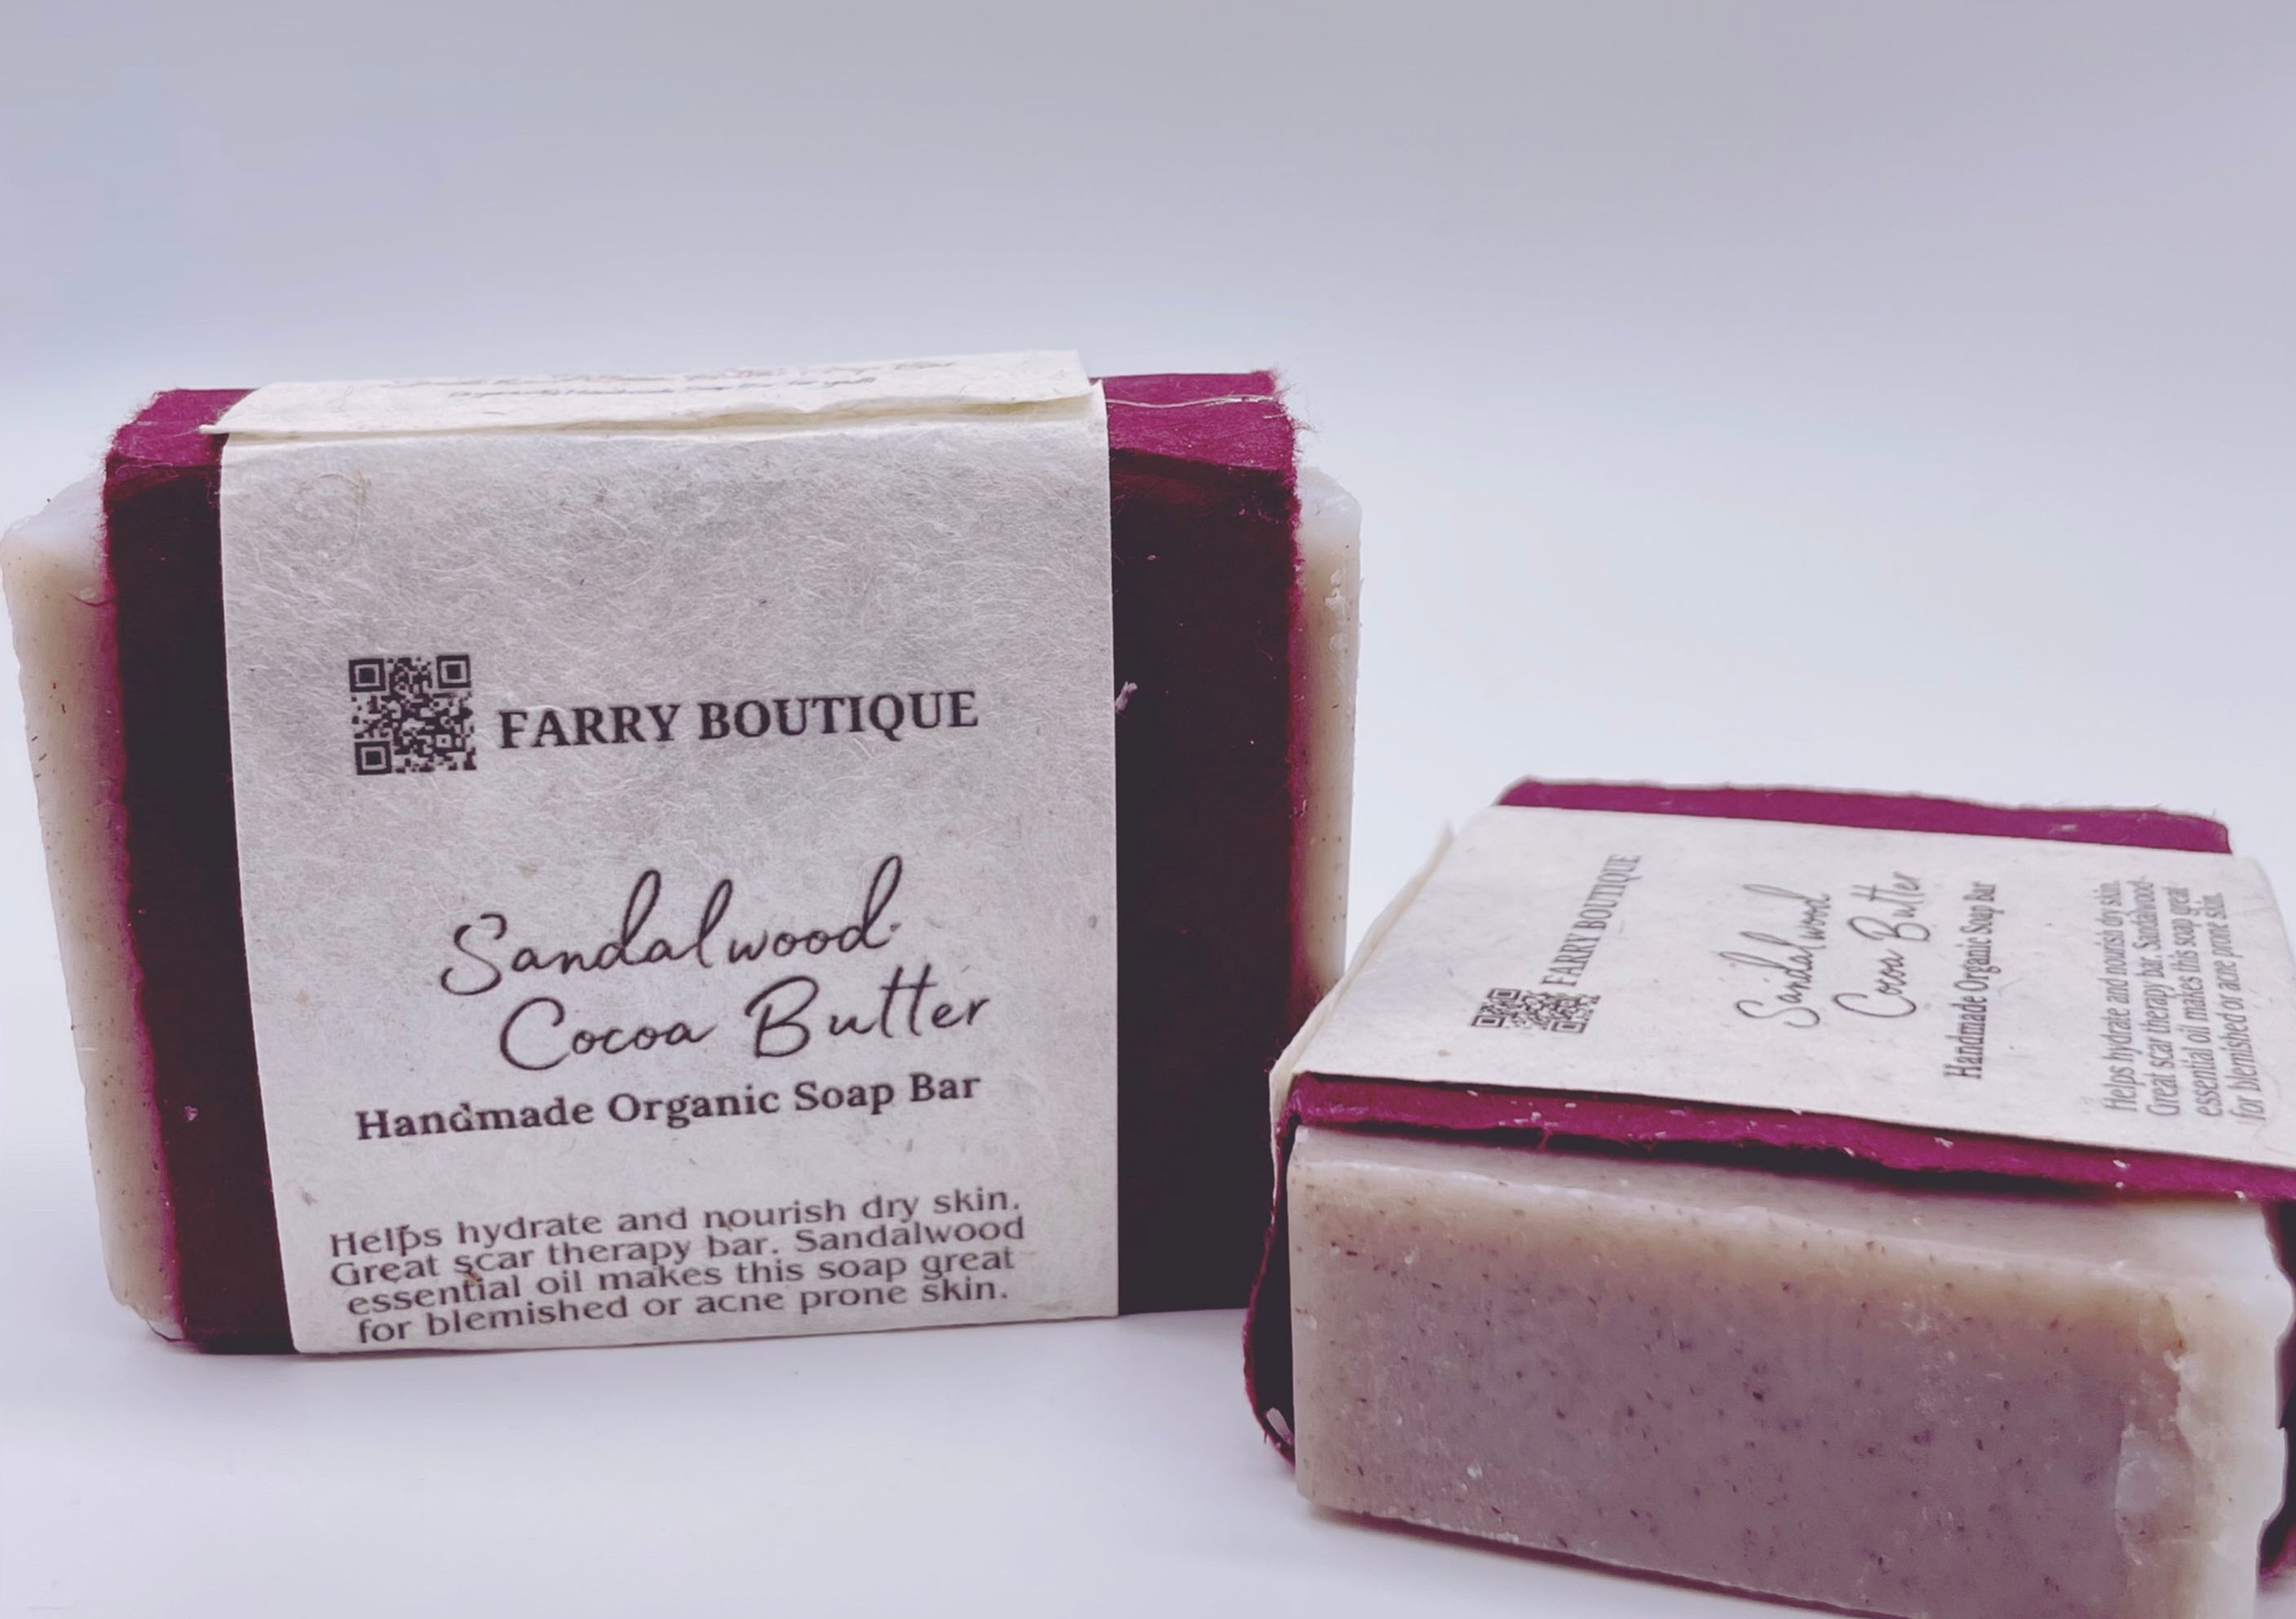 FARRY BOUTIQUE
Sandalwood
Cocoa Butter
Handmade Organic Soap Bar
Helps hydrate and nourish dry skin.
Great scar therapy bar. Sandalwood
essential oil makes this soap great
for blemished or acne prone skin.
FARRY BOUTIQUE
Sandalwood
Cocoa Butter
Handmade Organic Soap Bar
Helps hydrate and nourish dry skin.
Great scar therapy bar. Sandalwood
essential oil makes this soap great
for blemished or acne prone skin.